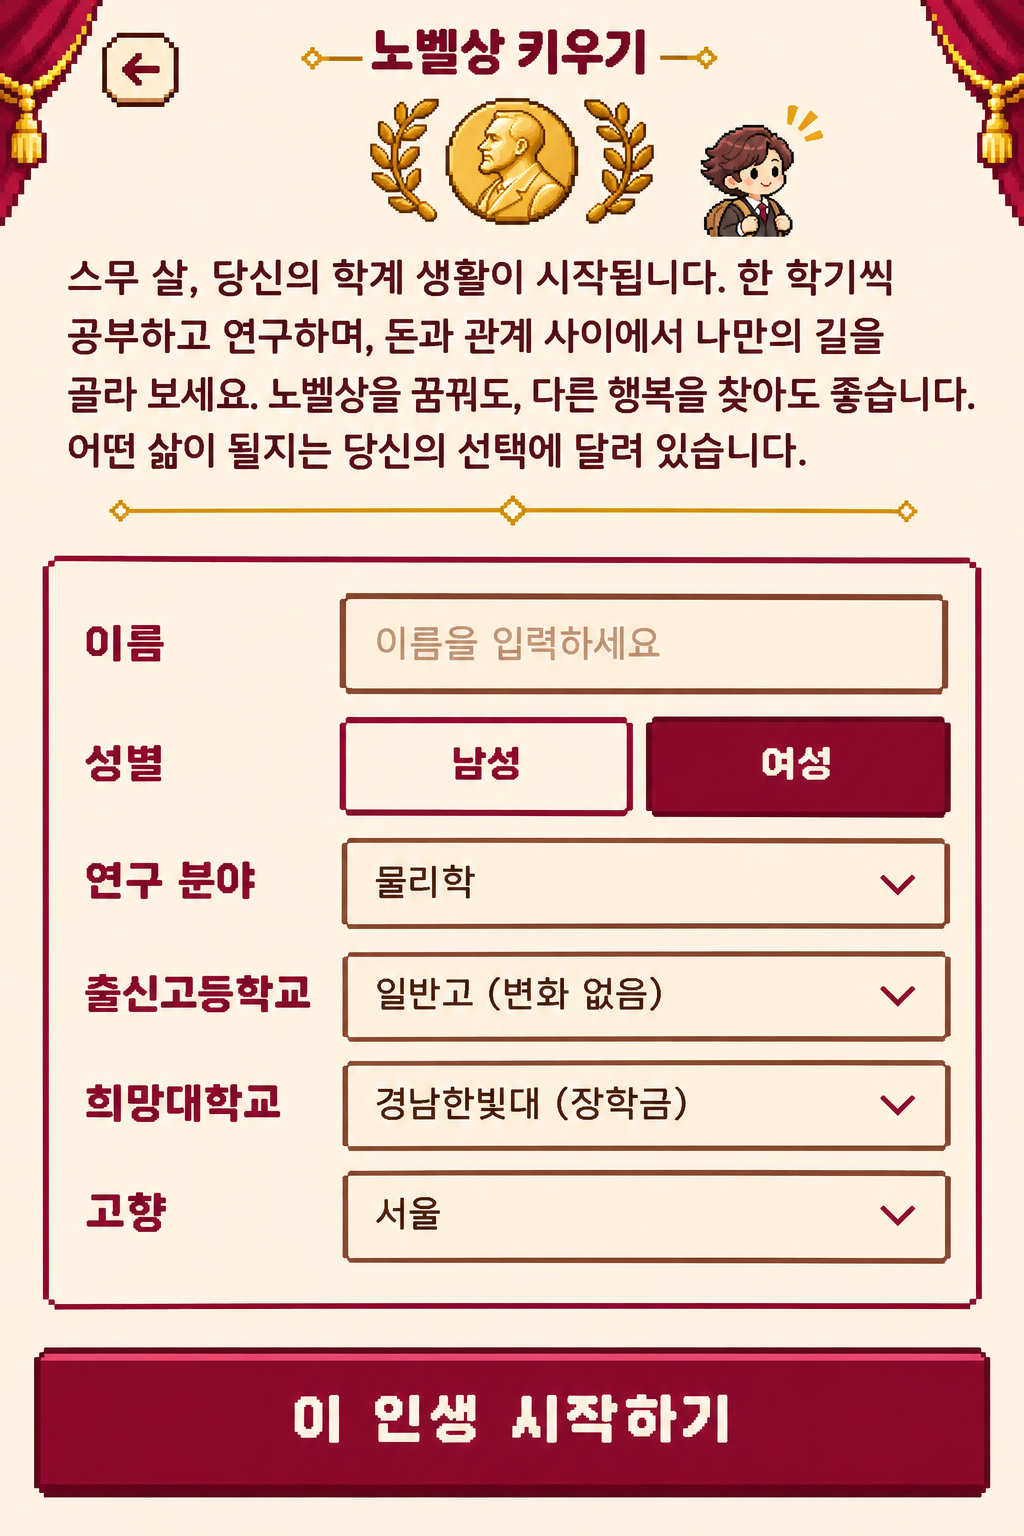 노벨상 키우기
스무 살, 당신의 학계 생활이 시작됩니다. 한 학기씩
공부하고 연구하며, 돈과 관계 사이에서 나만의 길을
골라 보세요. 노벨상을 꿈꿔도, 다른 행복을 찾아도 좋습니다.
어떤 삶이 될지는 당신의 선택에 달려 있습니다.
이름
이름을 입력하세요
성별
남성
여성
연구 분야
물리학
출신고등학교
일반고 (변화 없음)
희망대학교
경남한빛대 (장학금)
고향
서울
이 인생 시작하기